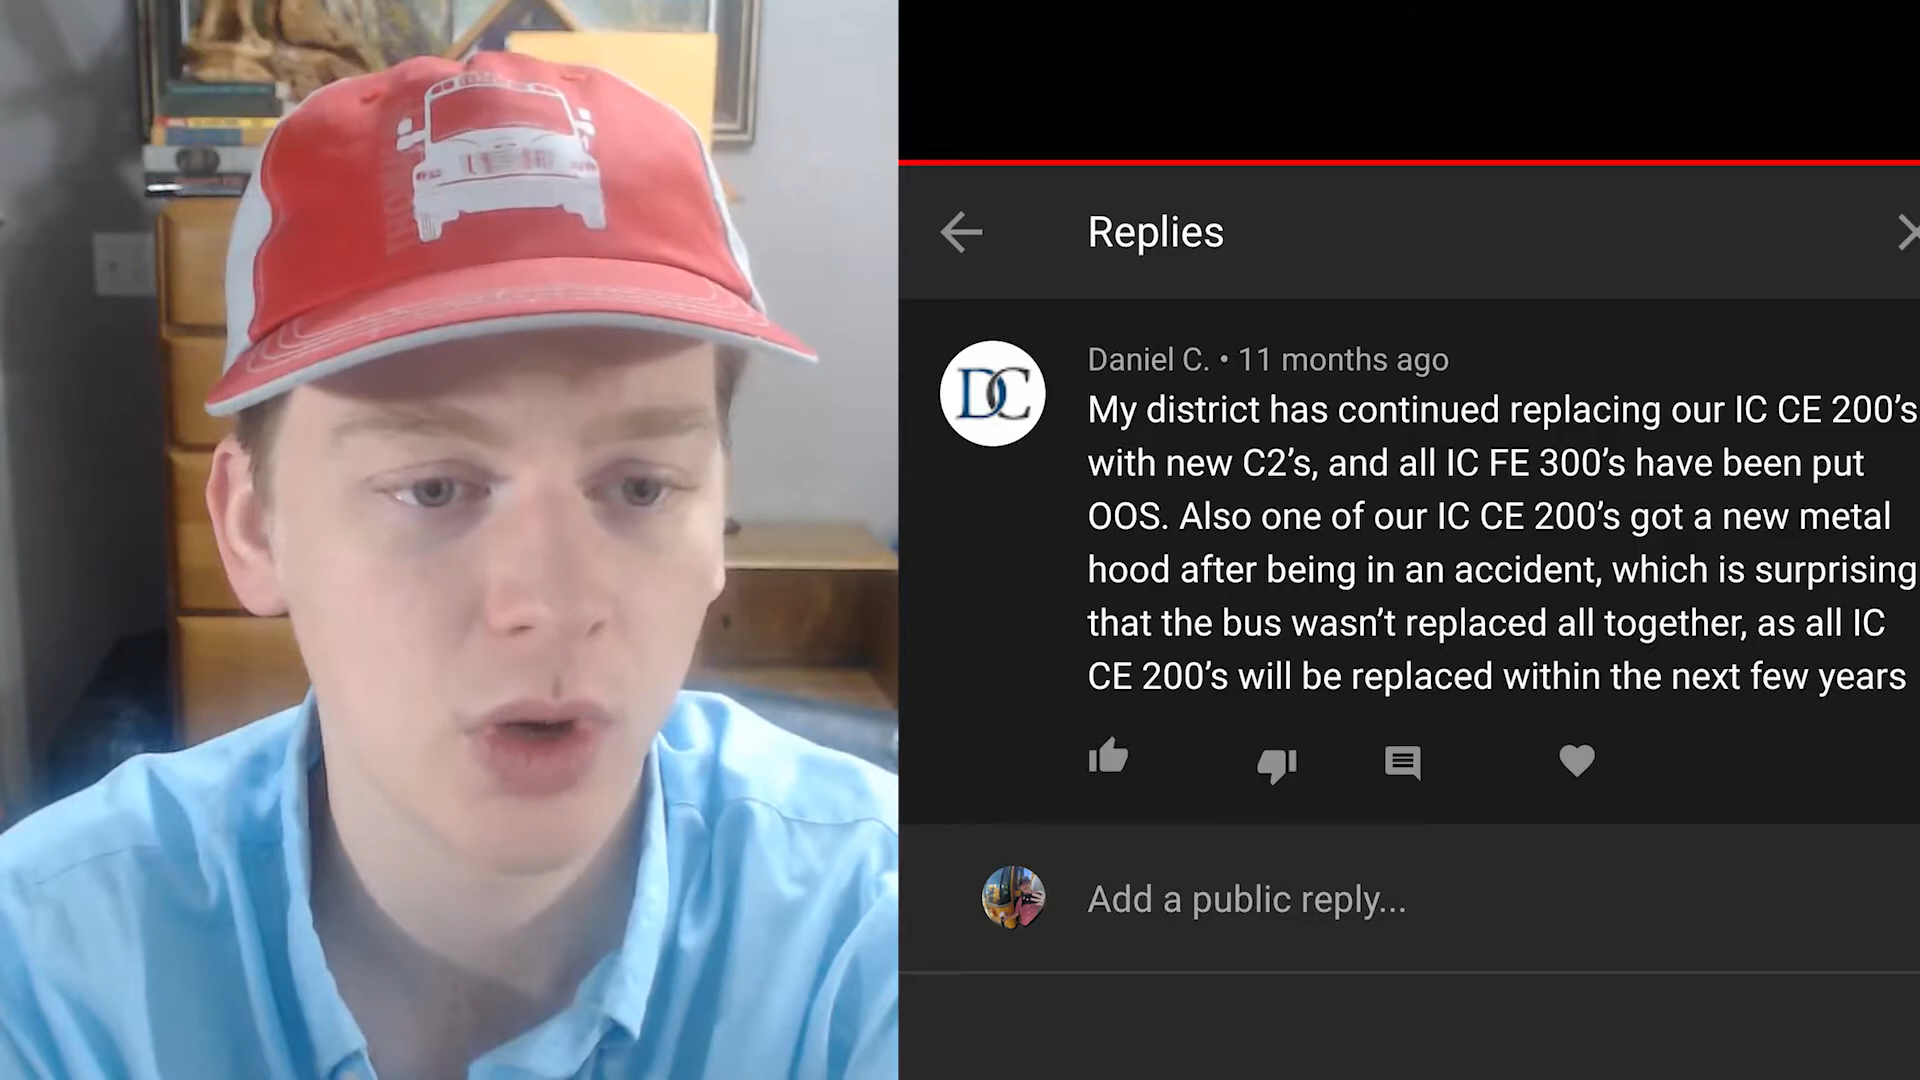 Replies
DC
Daniel C. • 11 months ago
My district has continued replacing our IC CE 200’s
with new C2’s, and all IC FE 300’s have been put
OOS. Also one of our IC CE 200’s got a new metal
hood after being in an accident, which is surprising
that the bus wasn’t replaced all together, as all IC
CE 200’s will be replaced within the next few years
Add a public reply...